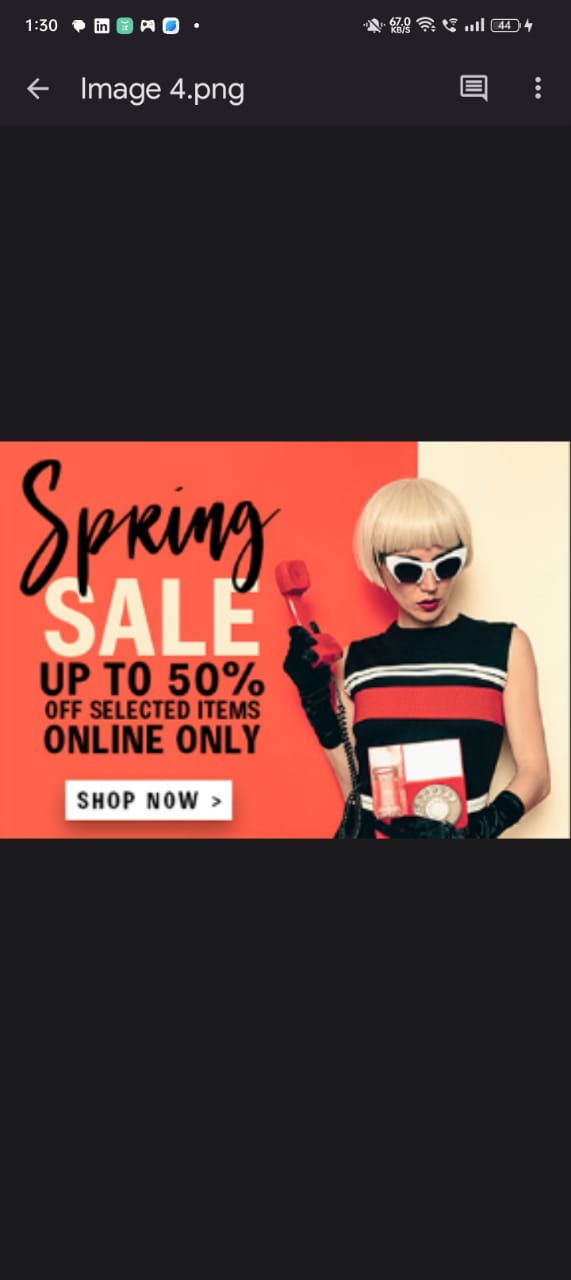 1:30
67.0
KB/S
44
Image 4.png
Spring
SALE
UP TO 50%
OFF SELECTED ITEMS
ONLINE ONLY
SHOP NOW >